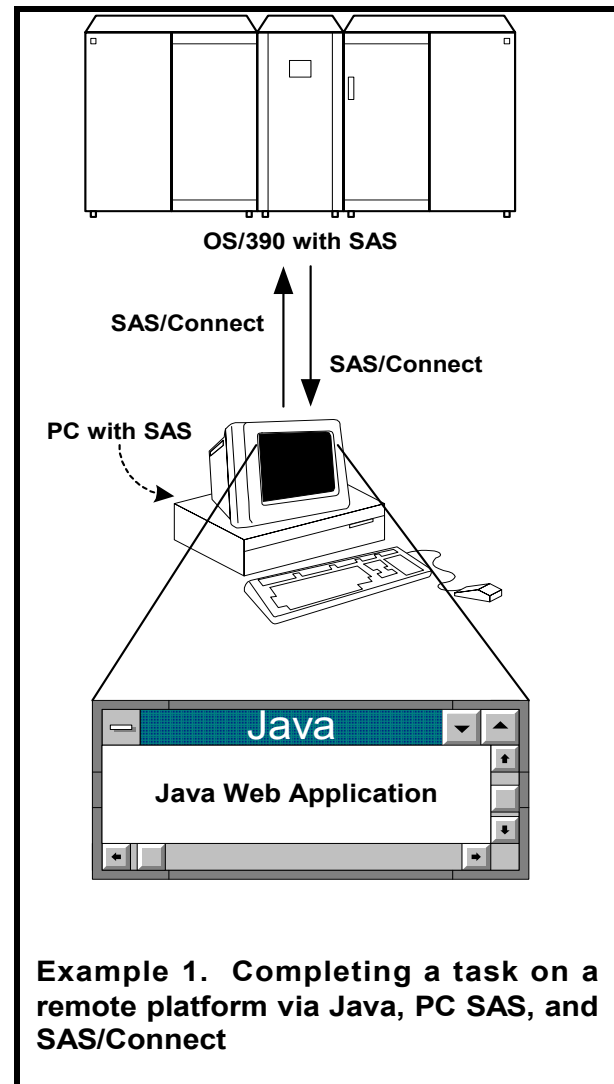 OS/390 with SAS
SAS/Connect
SAS/Connect
PC with SAS
Java
Java Web Application
Example 1. Completing a task on a
remote platform via Java, PC SAS, and
SAS/Connect